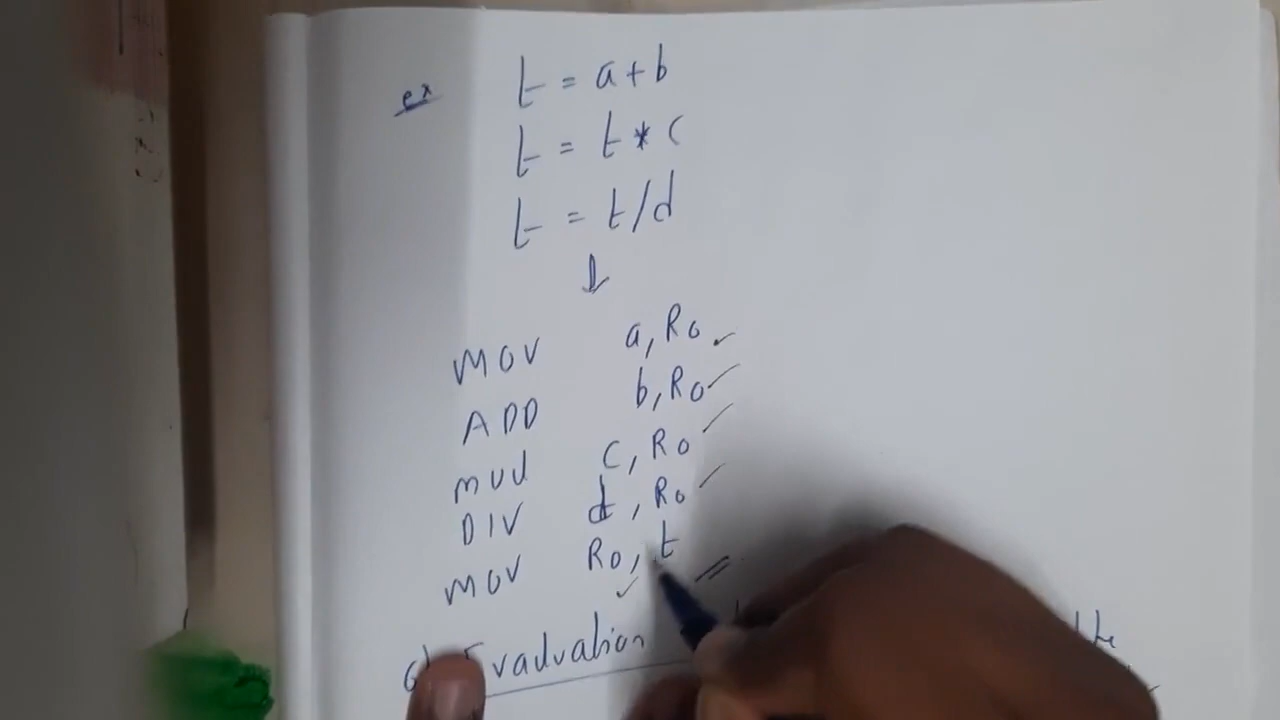 ex t = a + b
t = t * c
t = t/d
↓
MOV a, R0
ADD b, R0
MUL c, R0
DIV d, R0
MOV R0, t
Evaluation